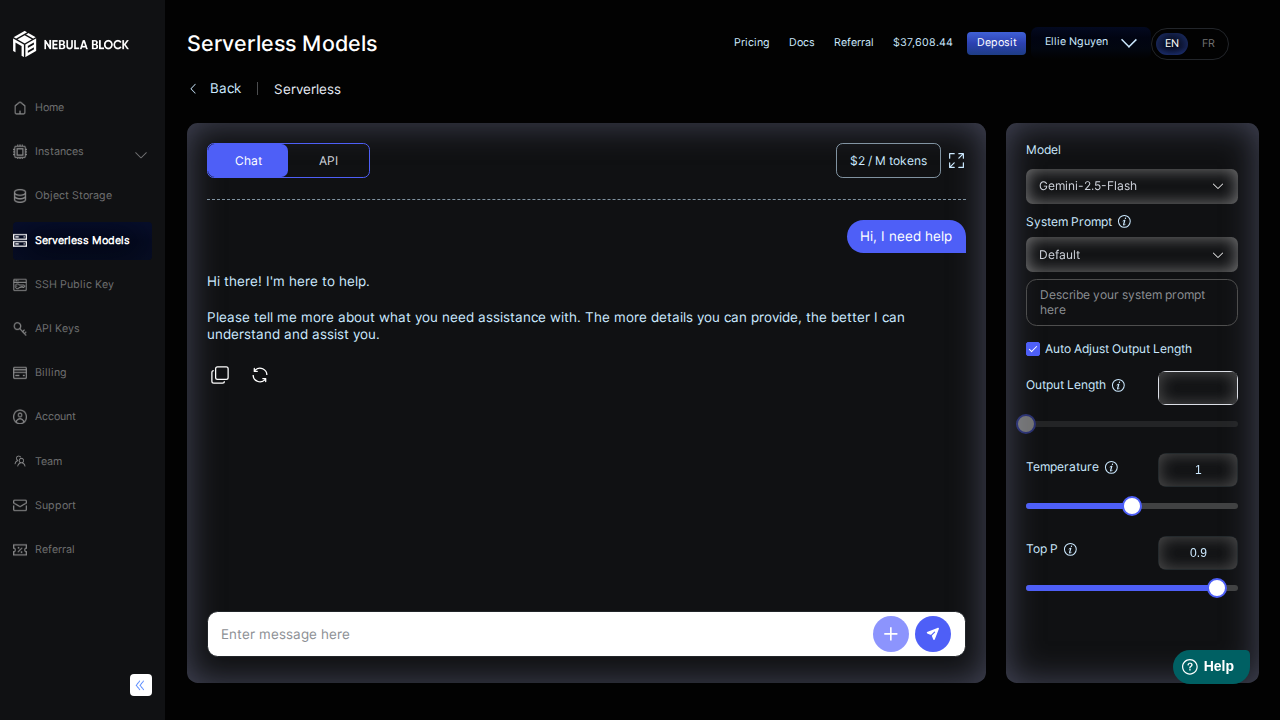 NEBULA BLOCK
Home
Instances
Object Storage
Serverless Models
SSH Public Key
API Keys
Billing
Account
Team
Support
Referral
Serverless Models
Pricing
Docs
Referral
$37,608.44
Deposit
Ellie Nguyen
EN
FR
Back
Serverless
Chat
API
$2 / M tokens
Hi, I need help
Hi there! I'm here to help.
Please tell me more about what you need assistance with. The more details you can provide, the better I can
understand and assist you.
Enter message here
Model
Gemini-2.5-Flash
System Prompt
Default
Describe your system prompt
here
Auto Adjust Output Length
Output Length
Temperature
1
Top P
0.9
Help